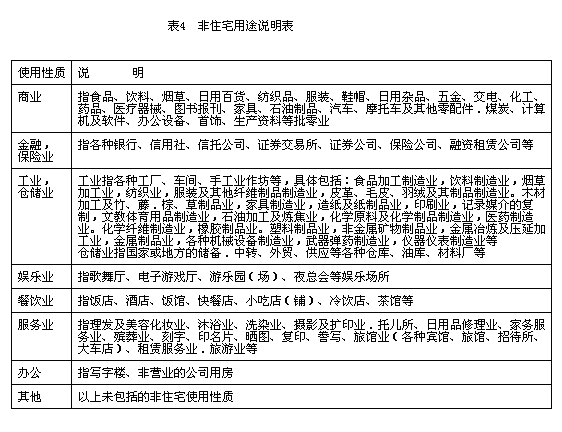 表4 非住宅用途说明表
使用性质 说 明
商业 指食品、饮料、烟草、日用百货、纺织品、服装、鞋帽、日用杂品、五金、交电、化工、
药品、医疗器械、图书报刊、家具、石油制品、汽车、摩托车及其他零配件．煤炭、计算
机及软件、办公设备、首饰、生产资料等批零业
金融，
保险业
指各种银行、信用社、信托公司、证券交易所、证券公司、保险公司、融资租赁公司等
工业，
仓储业
工业指各种工厂、车间、手工业作坊等，具体包括：食品加工制造业，饮料制造业，烟草
加工业，纺织业，服装及其他纤维品制造业，皮革、毛皮、羽绒及其制品制造业。木材
加工及竹、藤．棕、草制品业，家具制造业，造纸及纸制品业，印刷业，记录媒介的复
制，文教体育用品制造业，石油加工及炼焦业，化学原料及化学制品制造业，医药制造
业。化学纤维制造业，橡胶制品业。塑料制品业，非金属矿物制品业，金属冶炼及压延加
工业，金属制品业，各种机械设备制造业，武器弹药制造业，仪器仪表制造业等
仓储业指国家或地方的储备．中转、外贸、供应等各种仓库、油库、材料厂等
娱乐业 指歌舞厅、电子游戏厅、游乐园(场)、夜总会等娱乐场所
餐饮业 指饭店、酒店、饭馆、快餐店、小吃店(铺)、冷饮店、茶馆等
服务业 指理发及美容化妆业、沐浴业、洗染业、摄影及扩印业．托儿所、日用品修理业、家务服
务业、殡葬业、刻字、印名片、晒图、复印、誊写、旅馆业(各种宾馆、旅馆、招待所、
大车店)、租赁服务业．旅游业等
办公 指写字楼、非营业的公司用房
其他 以上未包括的非住宅使用性质